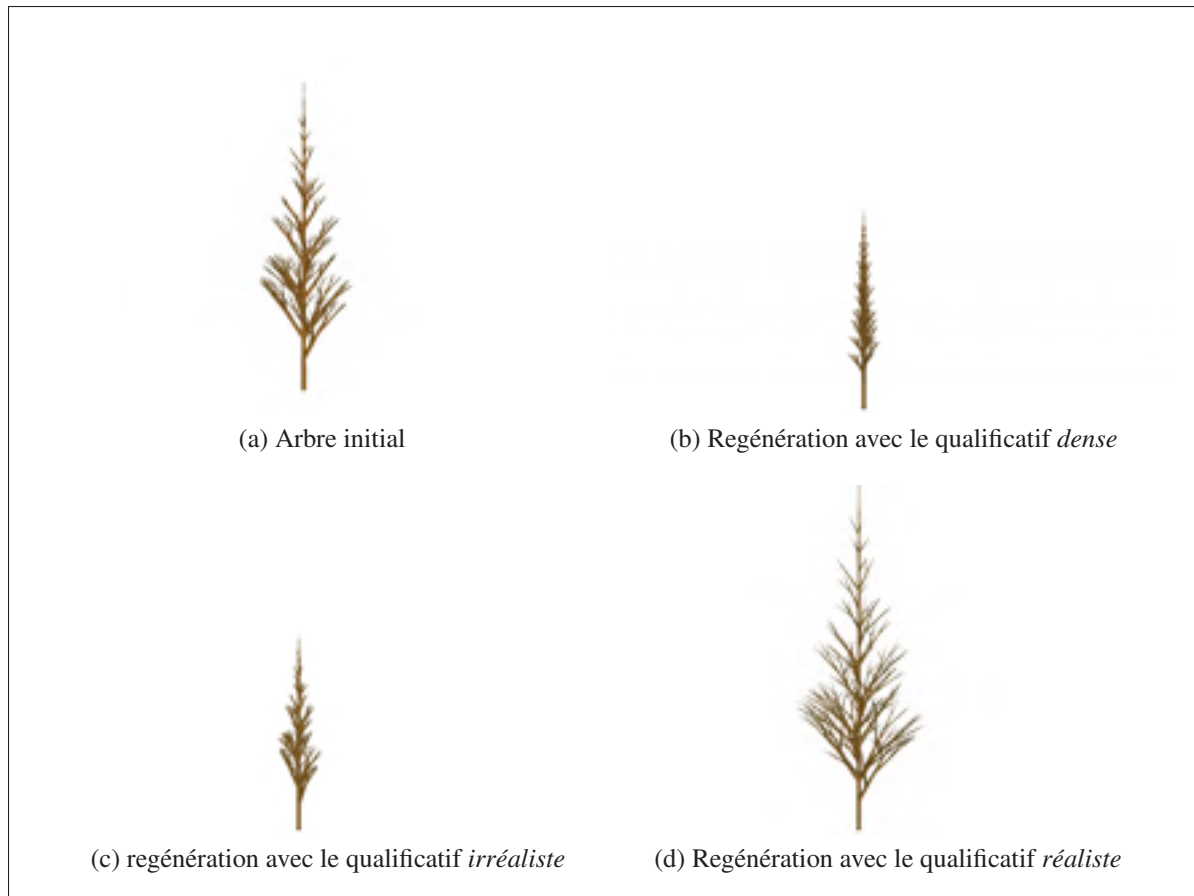 (a) Arbre initial
(b) Regénération avec le qualificatif dense
(c) regénération avec le qualificatif irréaliste
(d) Regénération avec le qualificatif réaliste